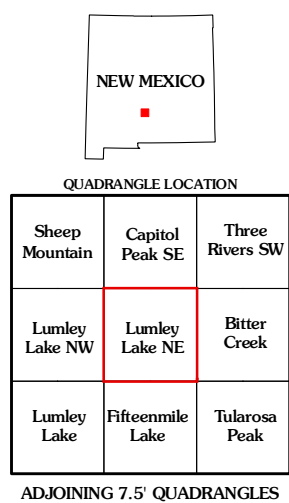 NEW MEXICO
QUADRANGLE LOCATION
Sheep
Mountain
Capitol
Peak SE
Three
Rivers SW
Lumley
Lake NW
Lumley
Lake NE
Bitter
Creek
Lumley
Lake
Fifteenmile
Lake
Tularosa
Peak
ADJOINING 7.5' QUADRANGLES